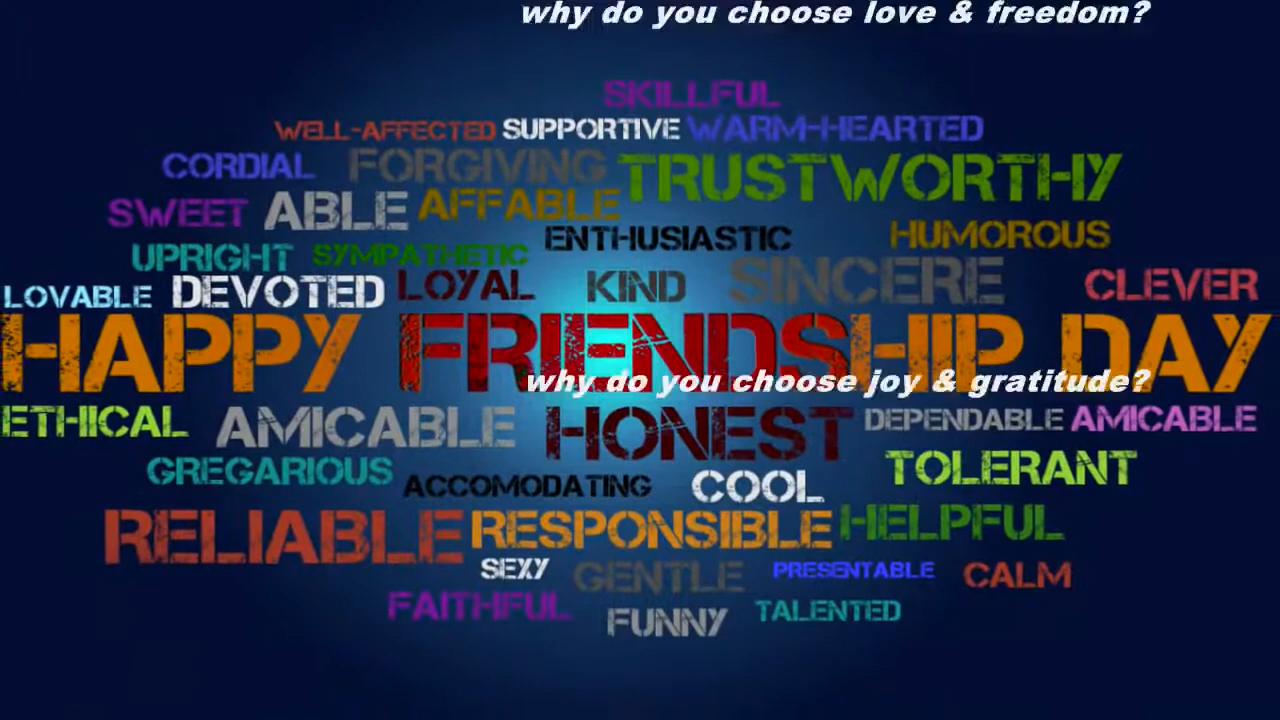 why do you choose love & freedom?
SKILLFUL
WELL-AFFECTED SUPPORTIVE WARM-HEARTED
CORDIAL FORGIVING TRUSTWORTHY
SWEET ABLE AFFABLE
ENTHUSIASTIC HUMOROUS
UPRIGHT SYMPATHETIC
LOVABLE DEVOTED LOYAL KIND SINCERE CLEVER
HAPPY FRIENDSHIP DAY
why do you choose joy & gratitude?
ETHICAL AMICABLE HONEST DEPENDABLE AMICABLE
GREGARIOUS ACCOMODATING COOL TOLERANT
RELIABLE RESPONSIBLE HELPFUL
SEXY GENTLE PRESENTABLE CALM
FAITHFUL FUNNY TALENTED